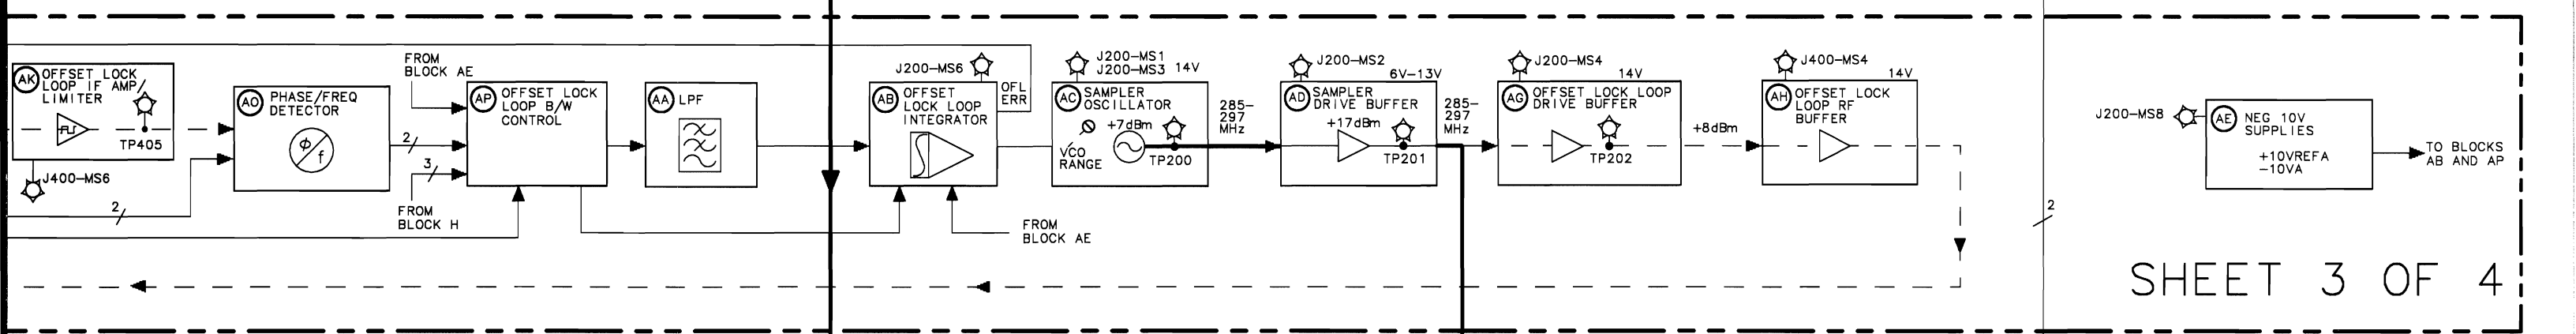 AK OFFSET LOCK
LOOP IF AMP/
LIMITER
TP405
J400-MS6
2
AO PHASE/FREQ
DETECTOR
φ/f
FROM
BLOCK AE
2
3
FROM
BLOCK H
AP OFFSET LOCK
LOOP B/W
CONTROL
AA LPF
J200-MS6
AB OFFSET
LOCK LOOP
INTEGRATOR
OFL
ERR
FROM
BLOCK AE
J200-MS1
J200-MS3 14V
AC SAMPLER
OSCILLATOR
+7dBm
VCO
RANGE
TP200
285-
297
MHz
J200-MS2
6V-13V
AD SAMPLER
DRIVE BUFFER
+17dBm
TP201
285-
297
MHz
J200-MS4
14V
AG OFFSET LOCK LOOP
DRIVE BUFFER
TP202
+8dBm
J400-MS4
14V
AH OFFSET LOCK
LOOP RF
BUFFER
2
J200-MS8
AE NEG 10V
SUPPLIES
+10VREFA
-10VA
TO BLOCKS
AB AND AP
SHEET 3 OF 4